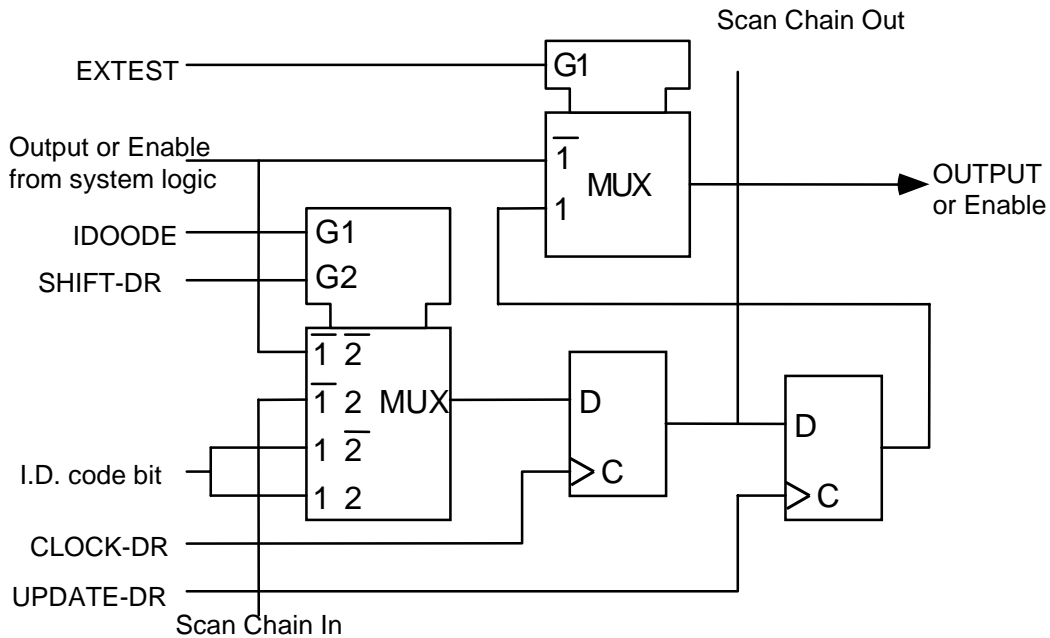 Scan Chain Out
EXTEST
G1
Output or Enable
from system logic
1̅
MUX
1
OUTPUT
or Enable
IDOODE
G1
SHIFT-DR
G2
1̅ 2̅
1̅ 2 MUX
1 2̅
1 2
D
C
D
C
I.D. code bit
CLOCK-DR
UPDATE-DR
Scan Chain In